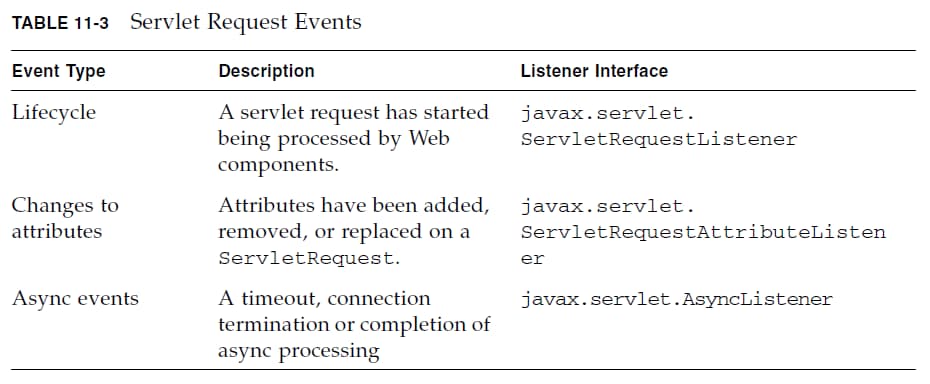 TABLE 11-3 Servlet Request Events
Event Type Description Listener Interface
Lifecycle A servlet request has started javax.servlet.
being processed by Web ServletRequestListener
components.
Changes to Attributes have been added, javax.servlet.
attributes removed, or replaced on a ServletRequestAttributeListen
ServletRequest. er
Async events A timeout, connection javax.servlet.AsyncListener
termination or completion of
async processing